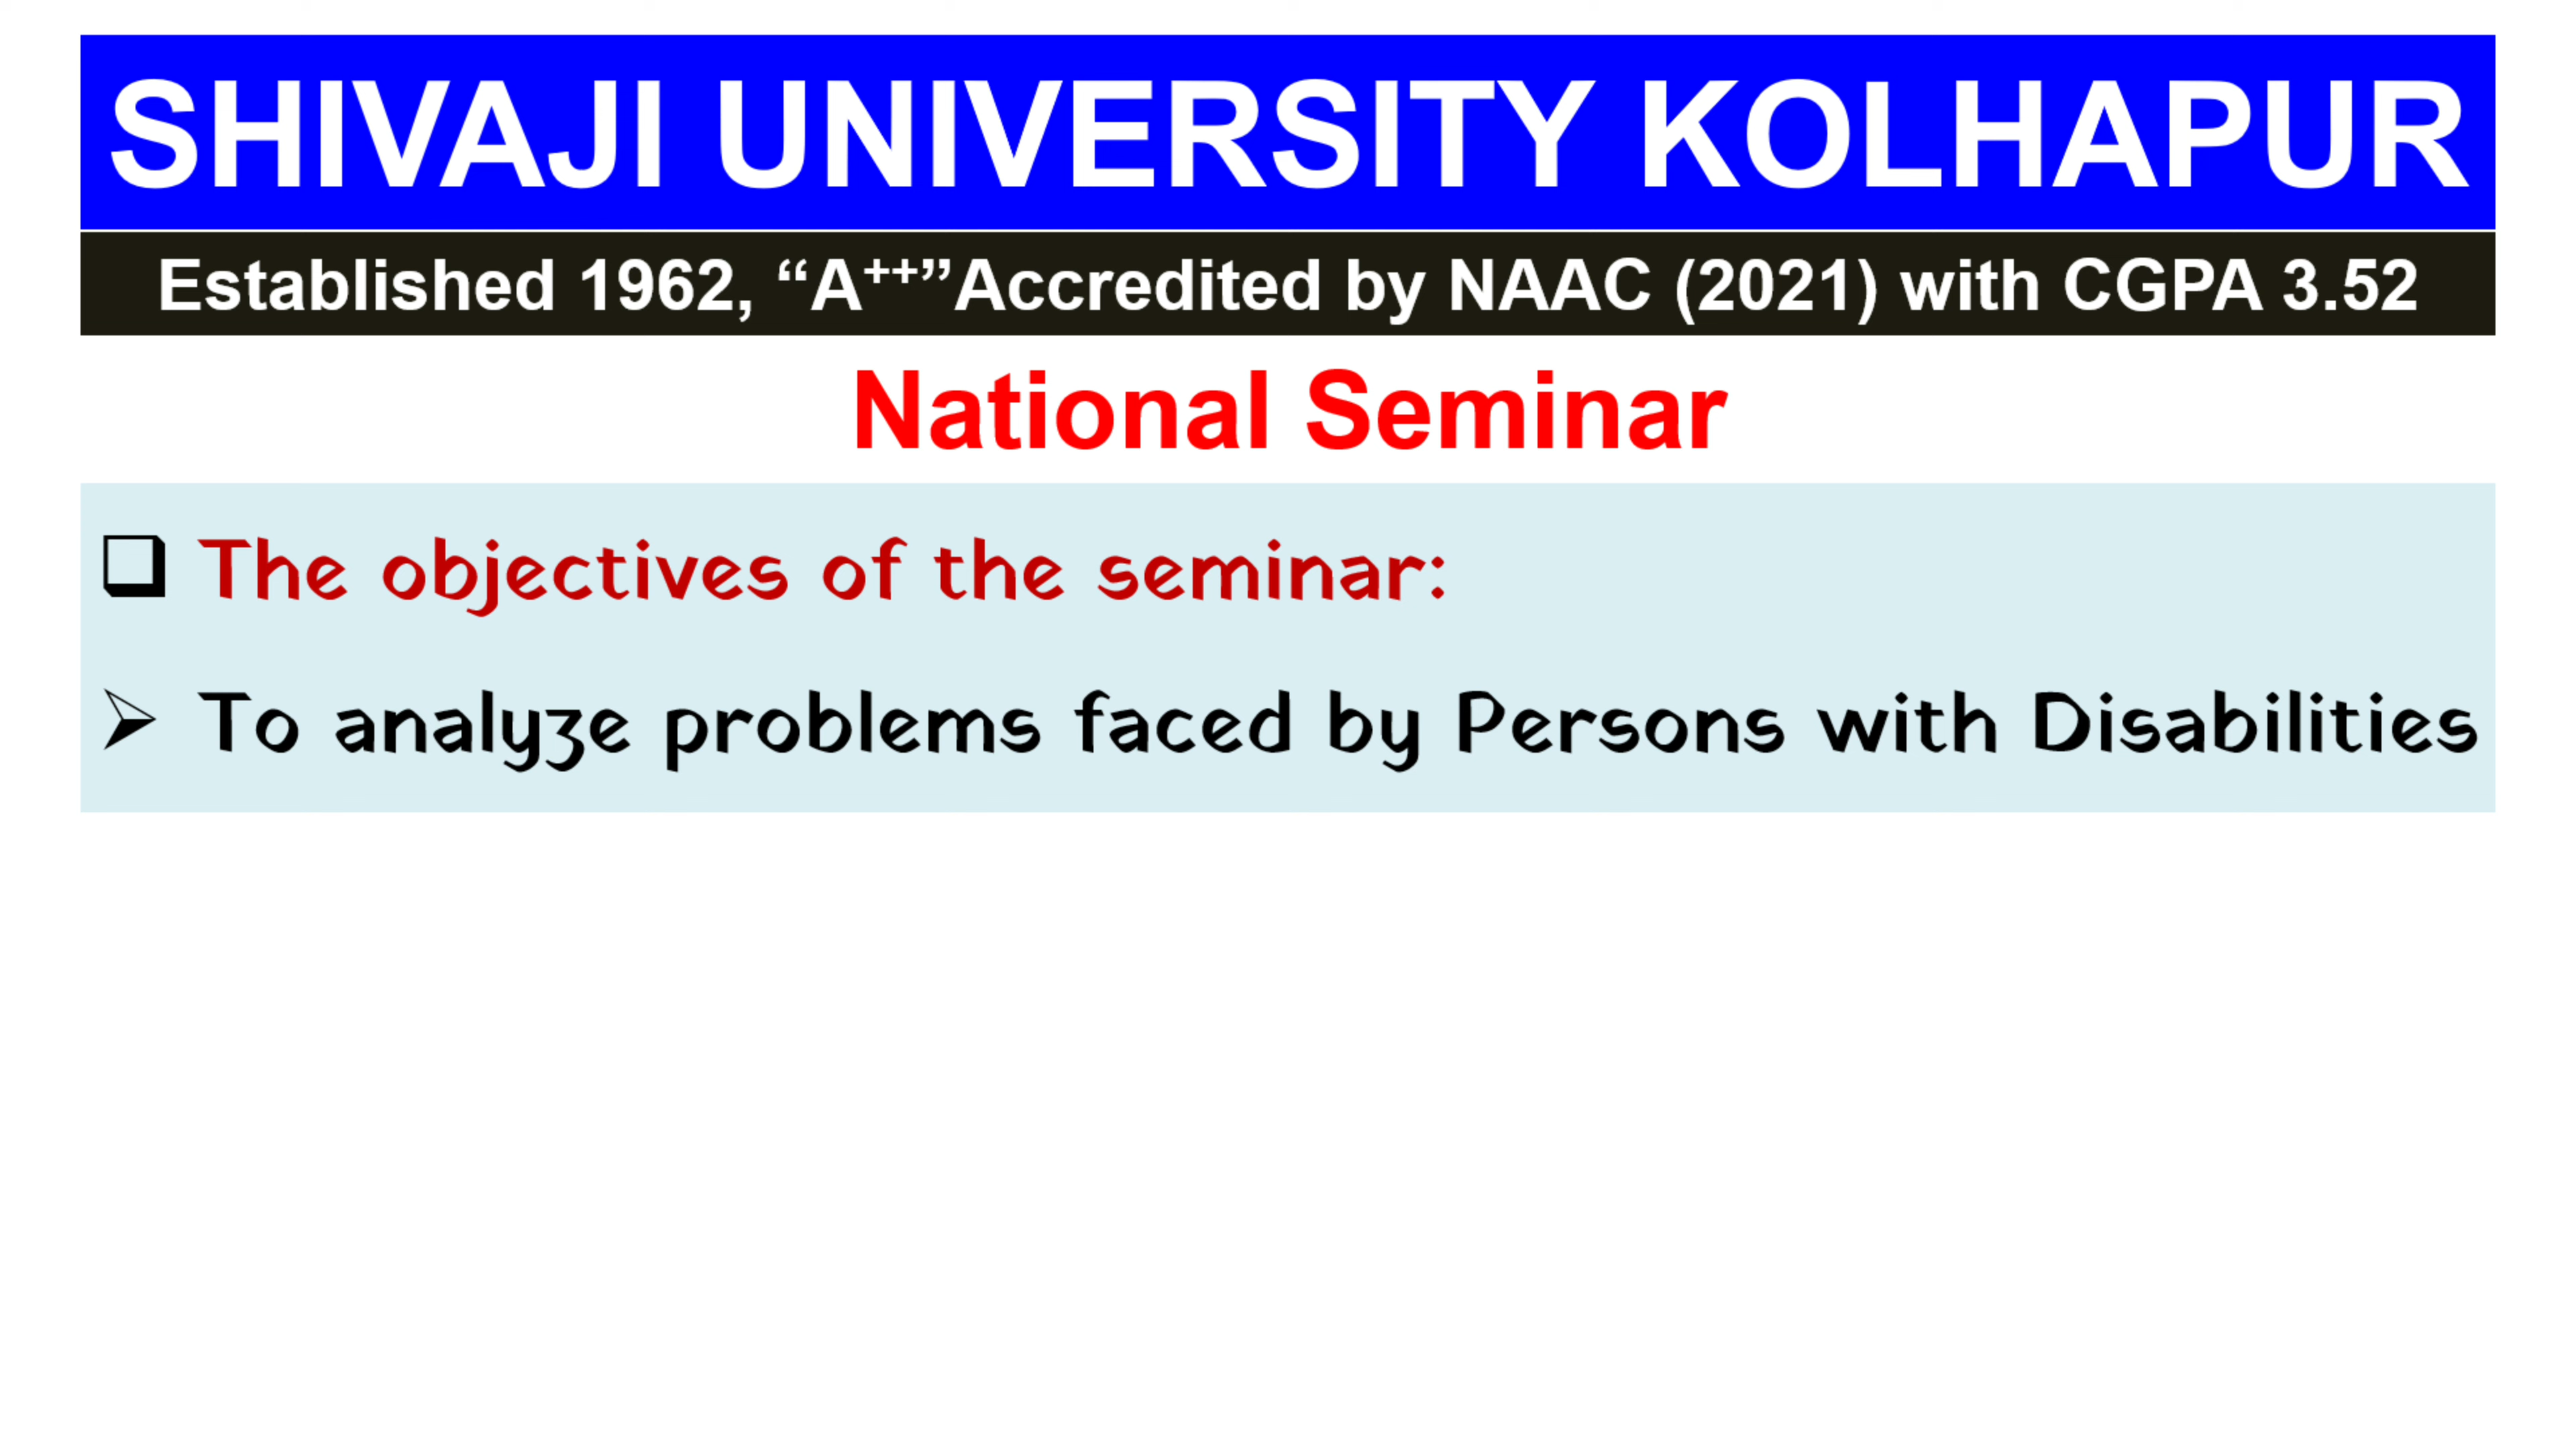 SHIVAJI UNIVERSITY KOLHAPUR
Established 1962, “A⁺⁺”Accredited by NAAC (2021) with CGPA 3.52
National Seminar
The objectives of the seminar:
To analyze problems faced by Persons with Disabilities